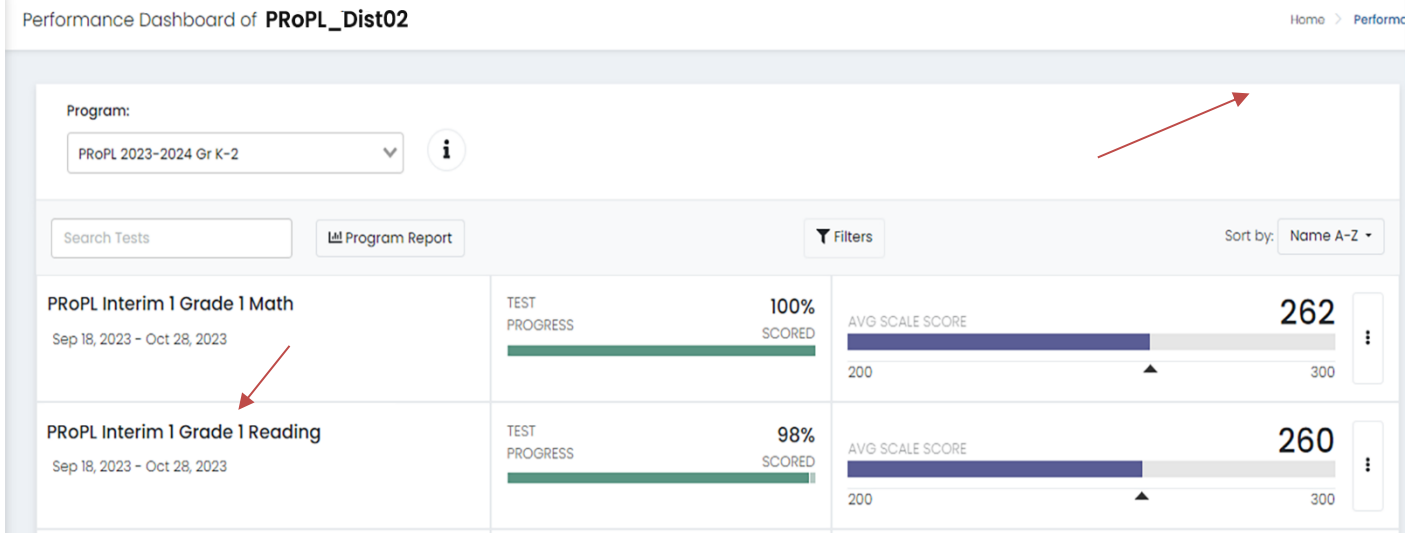 Performance Dashboard of PRoPL_Dist02
Home > Performa
Program:
PRoPL 2023-2024 Gr K-2
i
Search Tests
Program Report
Filters
Sort by: Name A-Z
PRoPL Interim 1 Grade 1 Math
Sep 18, 2023 - Oct 28, 2023
TEST PROGRESS
100% SCORED
AVG SCALE SCORE
262
200 300
PRoPL Interim 1 Grade 1 Reading
Sep 18, 2023 - Oct 28, 2023
TEST PROGRESS
98% SCORED
AVG SCALE SCORE
260
200 300